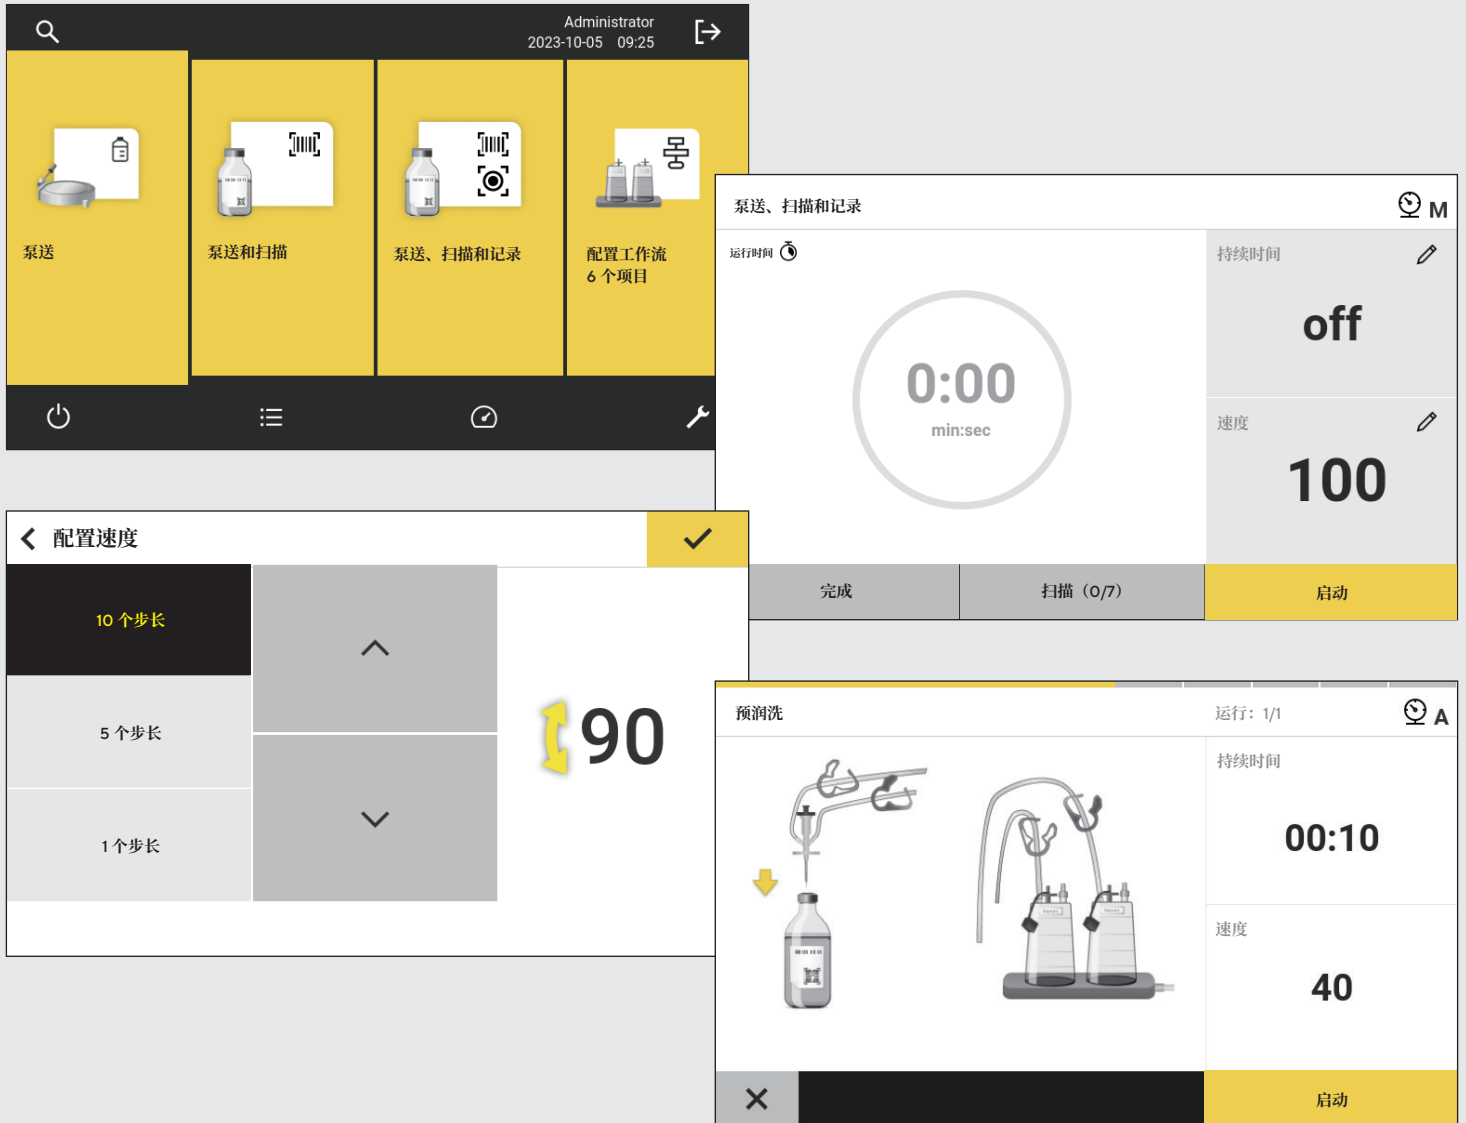 Administrator
2023-10-05 09:25
泵送
泵送和扫描
泵送、扫描和记录
配置工作流
6 个项目
泵送、扫描和记录
M
运行时间
0:00
min:sec
持续时间
off
速度
100
完成
扫描（0/7）
启动
配置速度
10 个步长
5 个步长
1 个步长
90
预润洗
运行：1/1
A
持续时间
00:10
速度
40
启动